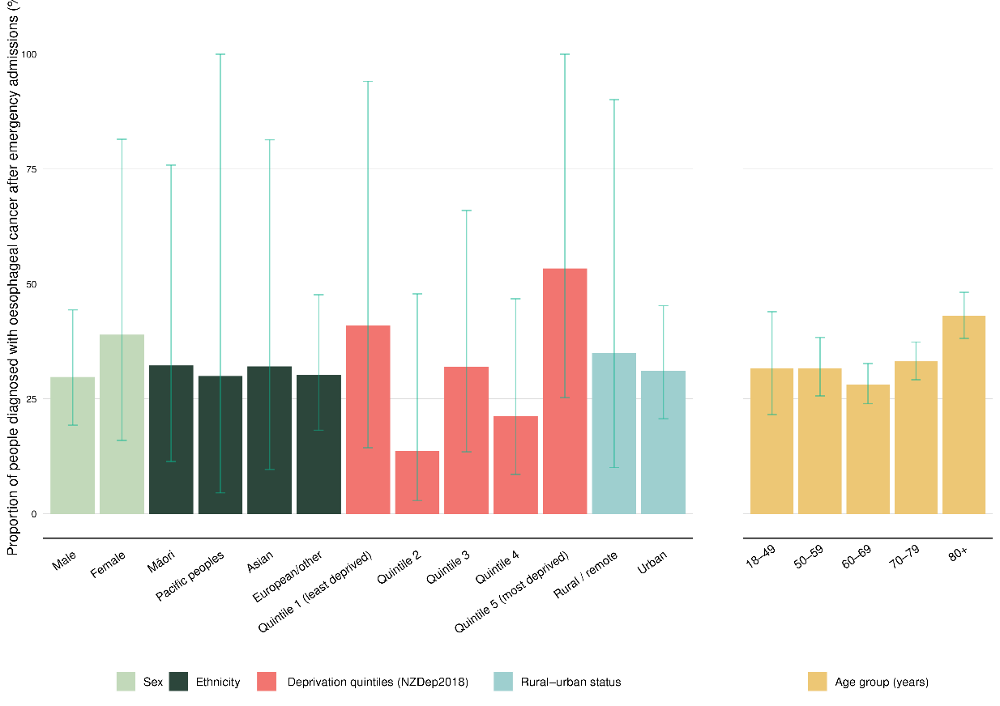 Proportion of people diagnosed with oesophageal cancer after emergency admissions (%
100
75
50
25
0
Male
Female
Māori
Pacific peoples
Asian
European/other
Quintile 1 (least deprived)
Quintile 2
Quintile 3
Quintile 4
Quintile 5 (most deprived)
Rural / remote
Urban
18–49
50–59
60–69
70–79
80+
Sex
Ethnicity
Deprivation quintiles (NZDep2018)
Rural–urban status
Age group (years)